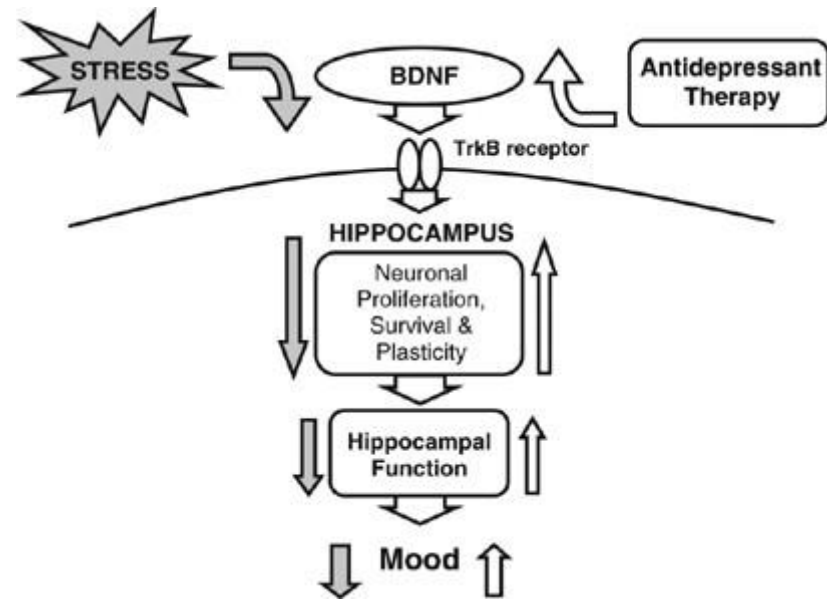 STRESS
BDNF
Antidepressant
Therapy
TrkB receptor
HIPPOCAMPUS
Neuronal
Proliferation,
Survival &
Plasticity
Hippocampal
Function
Mood